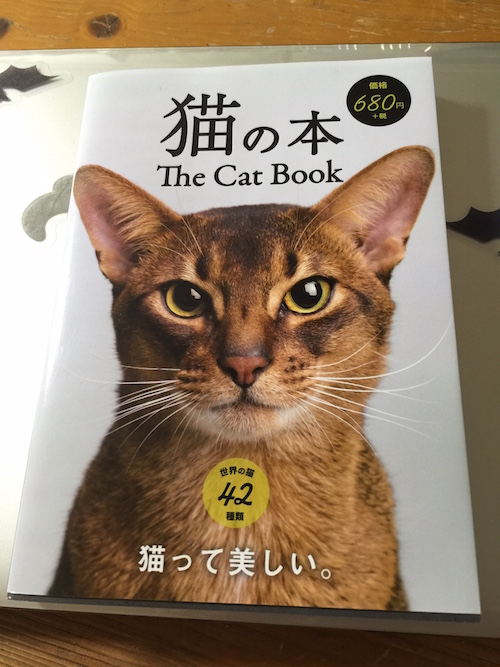 価格
680円
+税
猫の本
The Cat Book
世界の猫
42
種類
猫って美しい。